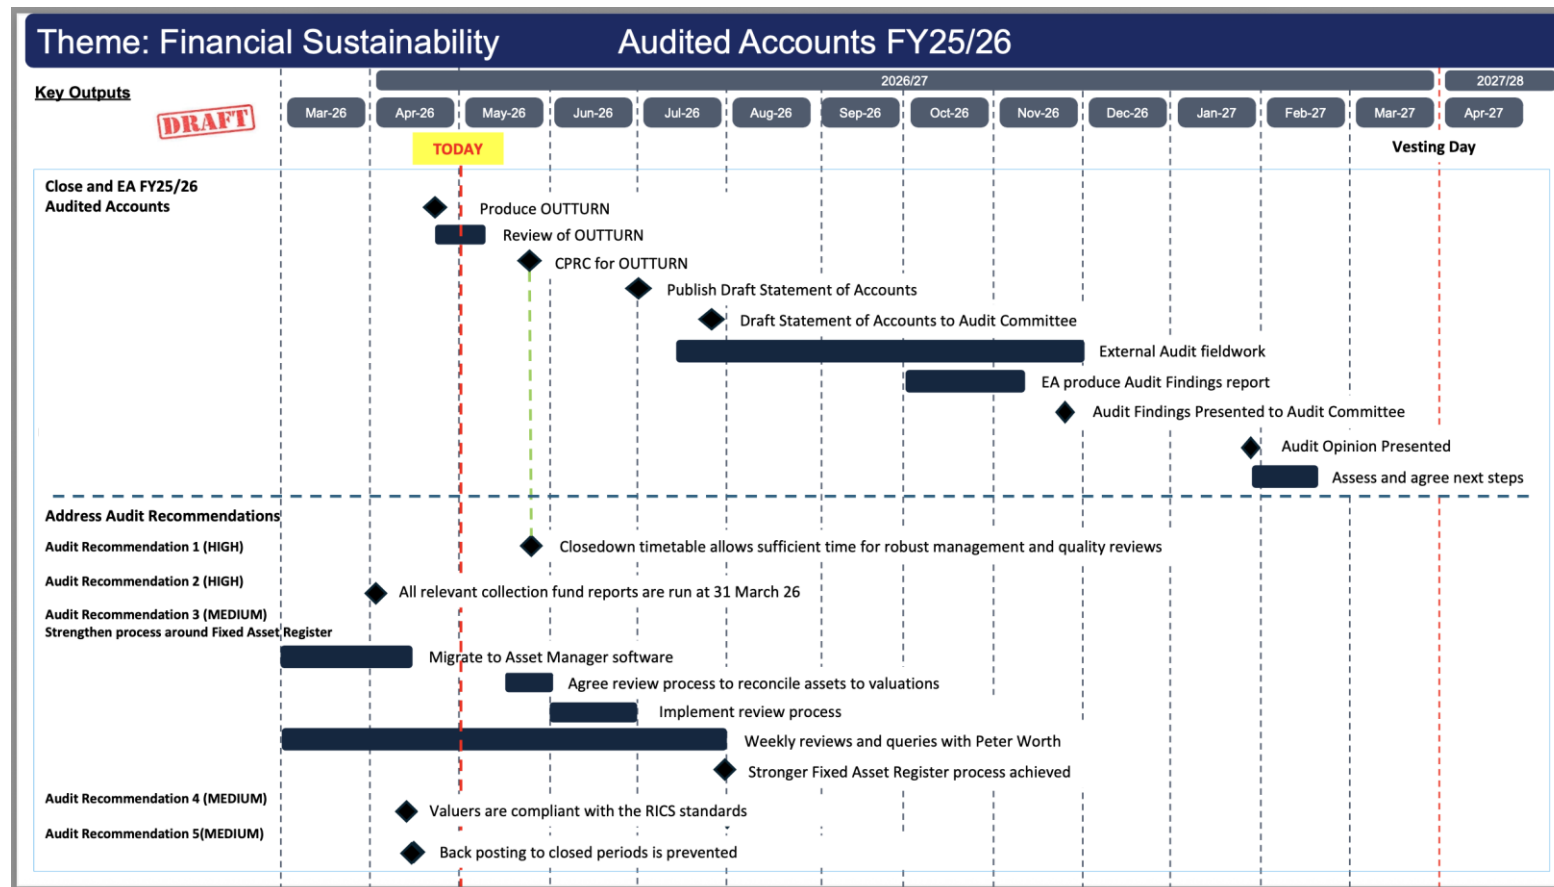 Theme: Financial Sustainability Audited Accounts FY25/26
Key Outputs
DRAFT
2026/27 2027/28
Mar-26 Apr-26 May-26 Jun-26 Jul-26 Aug-26 Sep-26 Oct-26 Nov-26 Dec-26 Jan-27 Feb-27 Mar-27 Apr-27
TODAY
Vesting Day
Close and EA FY25/26
Audited Accounts
Produce OUTTURN
Review of OUTTURN
CPRC for OUTTURN
Publish Draft Statement of Accounts
Draft Statement of Accounts to Audit Committee
External Audit fieldwork
EA produce Audit Findings report
Audit Findings Presented to Audit Committee
Audit Opinion Presented
Assess and agree next steps
Address Audit Recommendations
Audit Recommendation 1 (HIGH)
Closedown timetable allows sufficient time for robust management and quality reviews
Audit Recommendation 2 (HIGH)
All relevant collection fund reports are run at 31 March 26
Audit Recommendation 3 (MEDIUM)
Strengthen process around Fixed Asset Register
Migrate to Asset Manager software
Agree review process to reconcile assets to valuations
Implement review process
Weekly reviews and queries with Peter Worth
Stronger Fixed Asset Register process achieved
Audit Recommendation 4 (MEDIUM)
Valuers are compliant with the RICS standards
Audit Recommendation 5(MEDIUM)
Back posting to closed periods is prevented